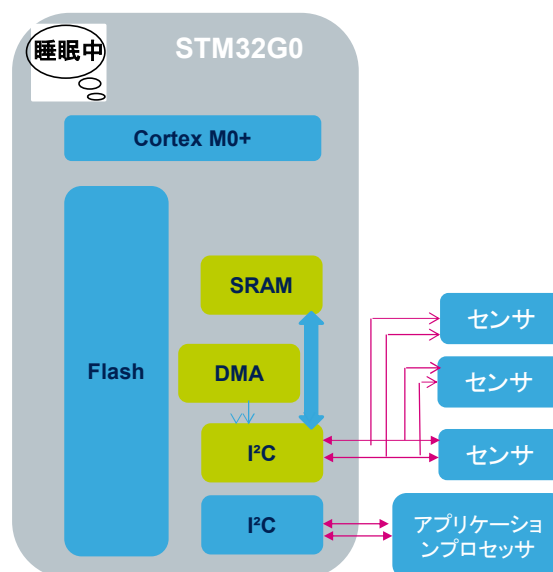 睡眠中
STM32G0
Cortex M0+
SRAM
Flash
DMA
I²C
I²C
センサ
センサ
センサ
アプリケーショ
ンプロセッサ